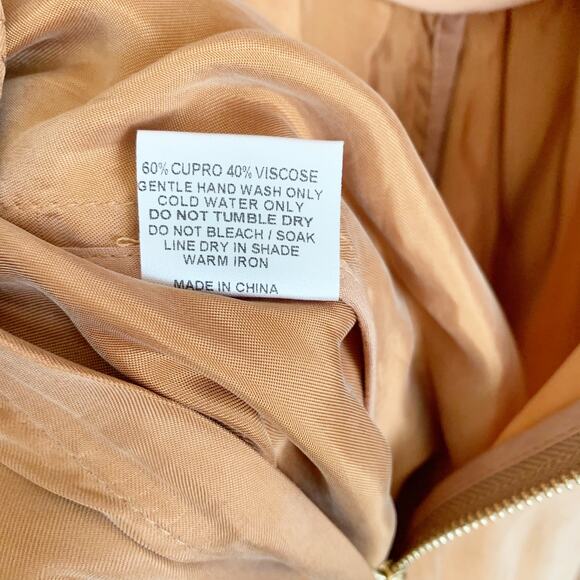 60% CUPRO 40% VISCOSE
GENTLE HAND WASH ONLY
COLD WATER ONLY
DO NOT TUMBLE DRY
DO NOT BLEACH / SOAK
LINE DRY IN SHADE
WARM IRON
MADE IN CHINA